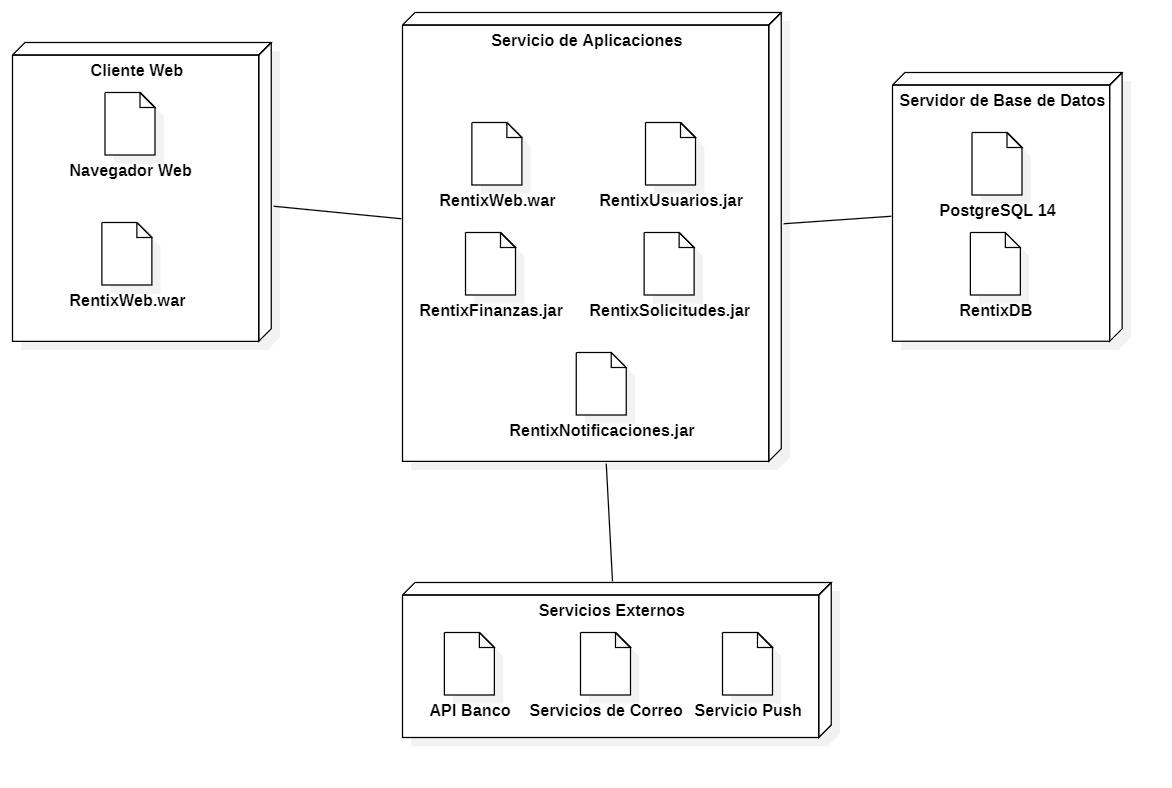 Cliente Web
Navegador Web
RentixWeb.war
Servicio de Aplicaciones
RentixWeb.war
RentixUsuarios.jar
RentixFinanzas.jar
RentixSolicitudes.jar
RentixNotificaciones.jar
Servidor de Base de Datos
PostgreSQL 14
RentixDB
Servicios Externos
API Banco
Servicios de Correo
Servicio Push